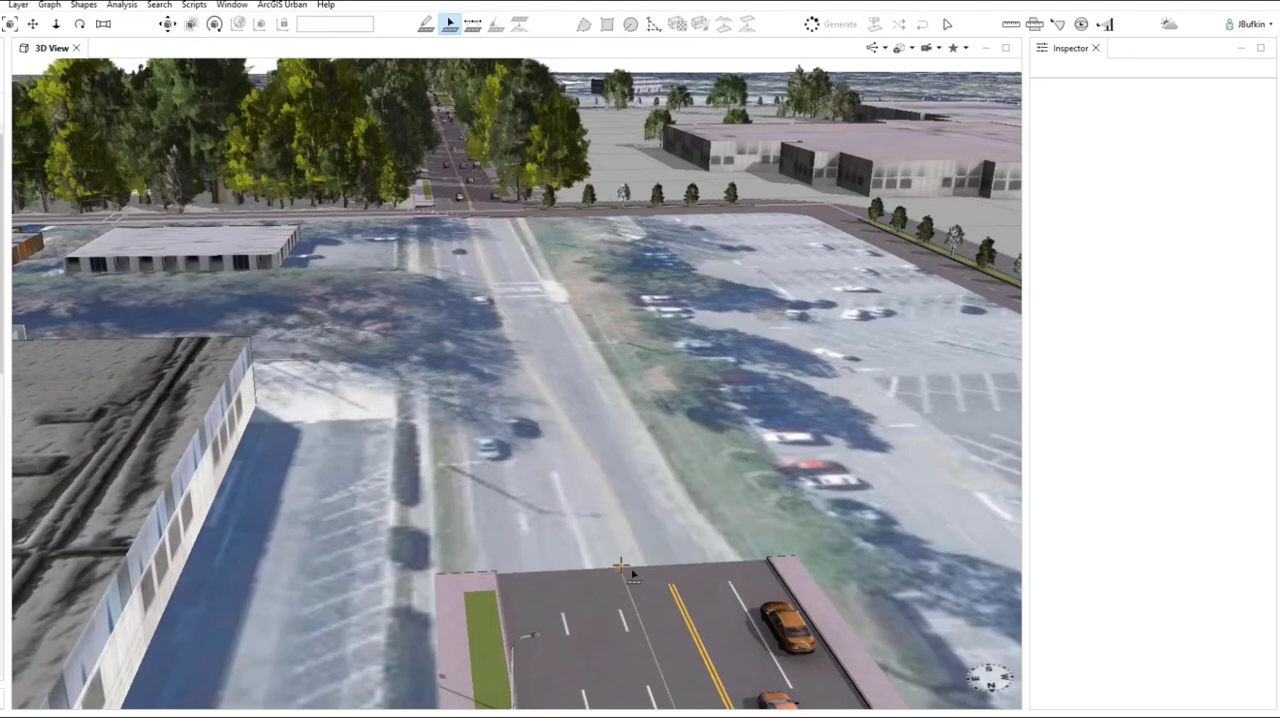 Layer Graph Shapes Analysis Search Scripts Window ArcGIS Urban Help
Generate JBufkin
3D View Inspector